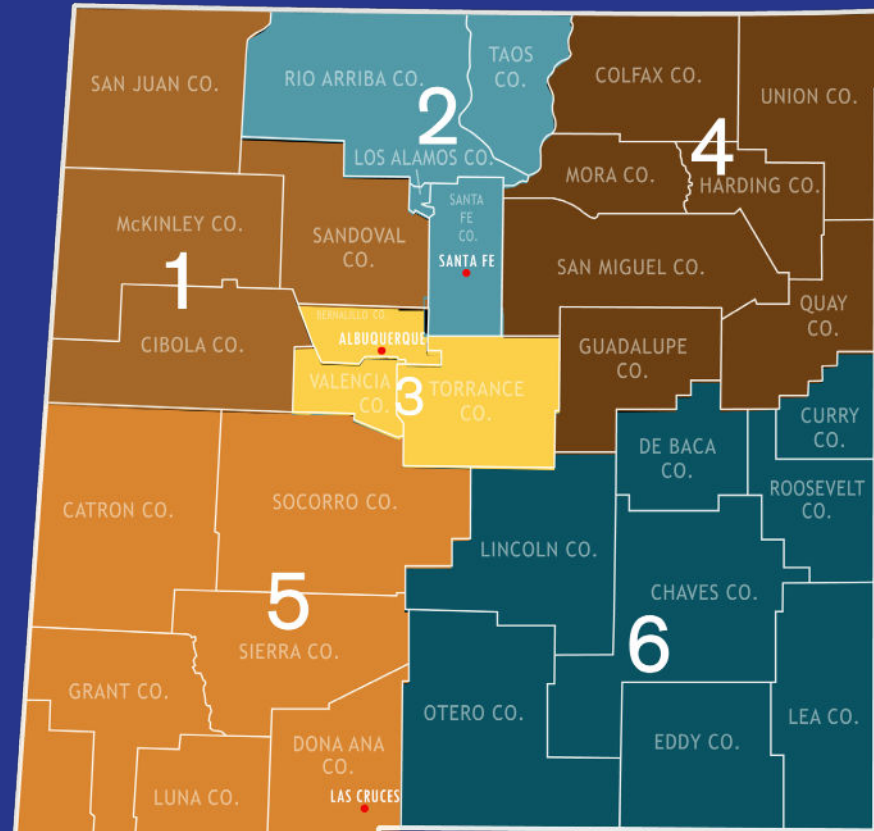 SAN JUAN CO.
RIO ARRIBA CO.
TAOS
CO.
COLFAX CO.
UNION CO.
2
4
LOS ALAMOS CO.
MORA CO.
HARDING CO.
McKINLEY CO.
SANDOVAL
CO.
SANTA
FE
CO.
SANTA FE
SAN MIGUEL CO.
1
QUAY
CO.
CIBOLA CO.
BERNALILLO CO.
ALBUQUERQUE
GUADALUPE
CO.
VALENCIA
CO.
3
TORRANCE
CO.
CURRY
CO.
DE BACA
CO.
ROOSEVELT
CO.
CATRON CO.
SOCORRO CO.
LINCOLN CO.
CHAVES CO.
5
6
SIERRA CO.
GRANT CO.
OTERO CO.
LEA CO.
DONA ANA
CO.
EDDY CO.
LUNA CO.
LAS CRUCES